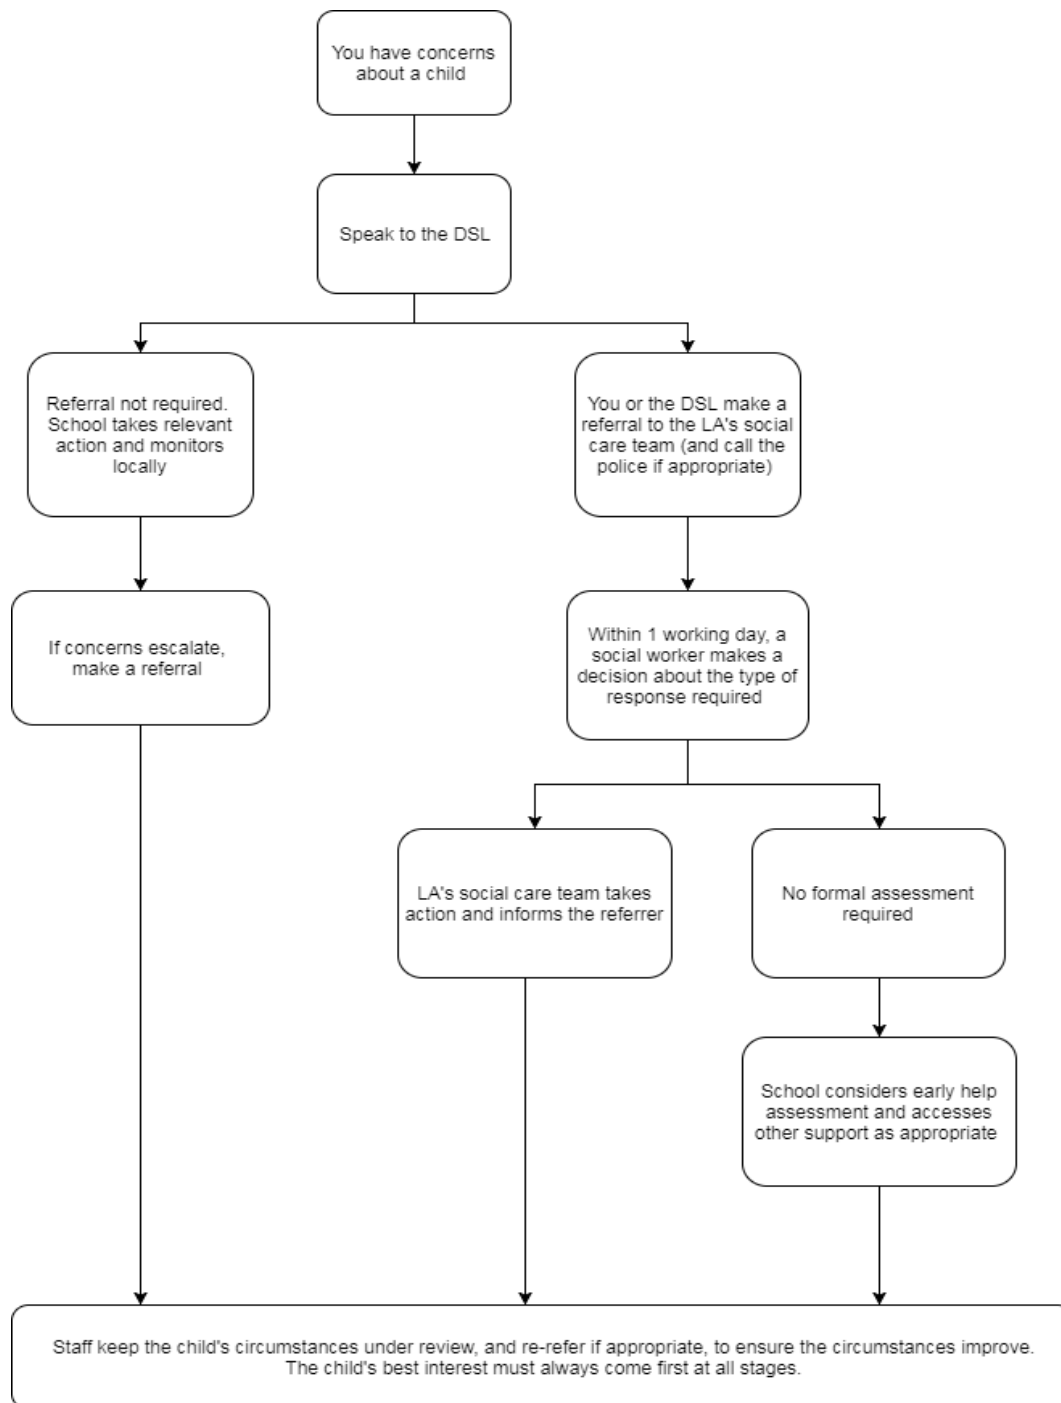 You have concerns
about a child
Speak to the DSL
Referral not required.
School takes relevant
action and monitors
locally
You or the DSL make a
referral to the LA's social
care team (and call the
police if appropriate)
If concerns escalate,
make a referral
Within 1 working day, a
social worker makes a
decision about the type of
response required
LA's social care team takes
action and informs the referrer
No formal assessment
required
School considers early help
assessment and accesses
other support as appropriate
Staff keep the child's circumstances under review, and re-refer if appropriate, to ensure the circumstances improve.
The child's best interest must always come first at all stages.